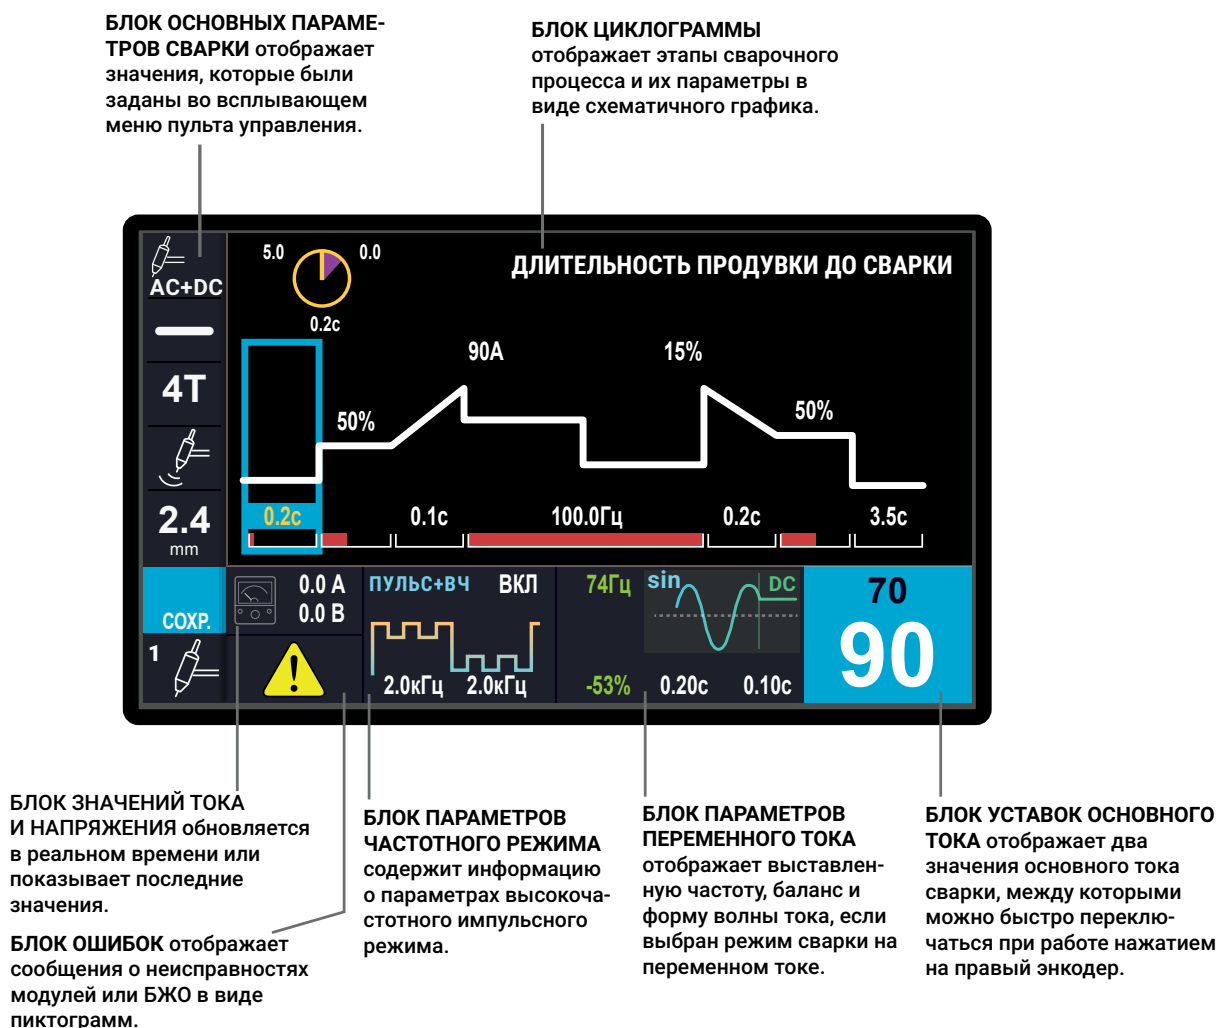 БЛОК ОСНОВНЫХ ПАРАМЕ-
ТРОВ СВАРКИ отображает
значения, которые были
заданы во всплывающем
меню пульта управления.
БЛОК ЦИКЛОГРАММЫ
отображает этапы сварочного
процесса и их параметры в
виде схематичного графика.
AC+DC
4T
2.4
mm
СОХР.
1
5.0
0.0
0.2с
ДЛИТЕЛЬНОСТЬ ПРОДУВКИ ДО СВАРКИ
90А
15%
50%
50%
0.2с
0.1с
100.0Гц
0.2с
3.5с
0.0 А
0.0 В
ПУЛЬС+ВЧ ВКЛ
2.0кГц 2.0кГц
74Гц
sin
DC
-53% 0.20с 0.10с
70
90
БЛОК ЗНАЧЕНИЙ ТОКА
И НАПРЯЖЕНИЯ обновляется
в реальном времени или
показывает последние
значения.
БЛОК ОШИБОК отображает
сообщения о неисправностях
модулей или БЖО в виде
пиктограмм.
БЛОК ПАРАМЕТРОВ
ЧАСТОТНОГО РЕЖИМА
содержит информацию
о параметрах высокоча-
стотного импульсного
режима.
БЛОК ПАРАМЕТРОВ
ПЕРЕМЕННОГО ТОКА
отображает выставлен-
ную частоту, баланс и
форму волны тока, если
выбран режим сварки на
переменном токе.
БЛОК УСТАВОК ОСНОВНОГО
ТОКА отображает два
значения основного тока
сварки, между которыми
можно быстро переклю-
чаться при работе нажатием
на правый энкодер.